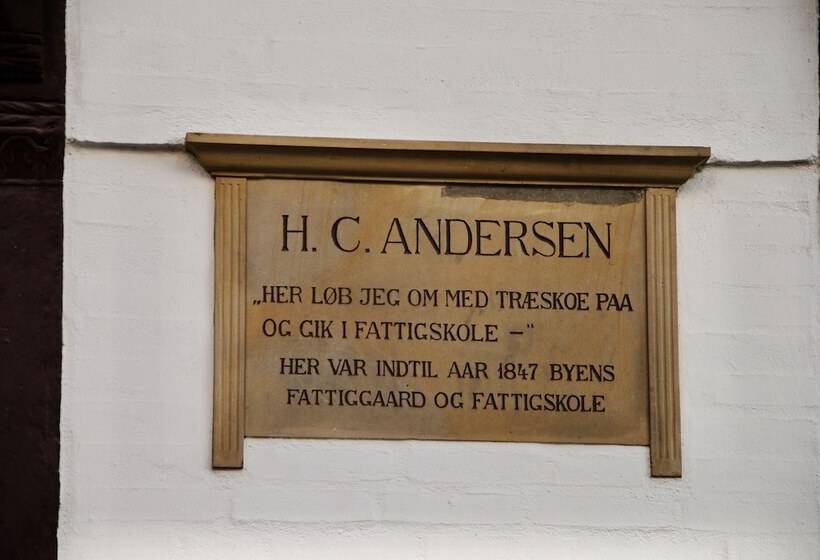 H. C. ANDERSEN
„HER LØB JEG OM MED TRÆSKOE PAA
OG GIK I FATTIGSKOLE –“
HER VAR INDTIL AAR 1847 BYENS
FATTIGGAARD OG FATTIGSKOLE